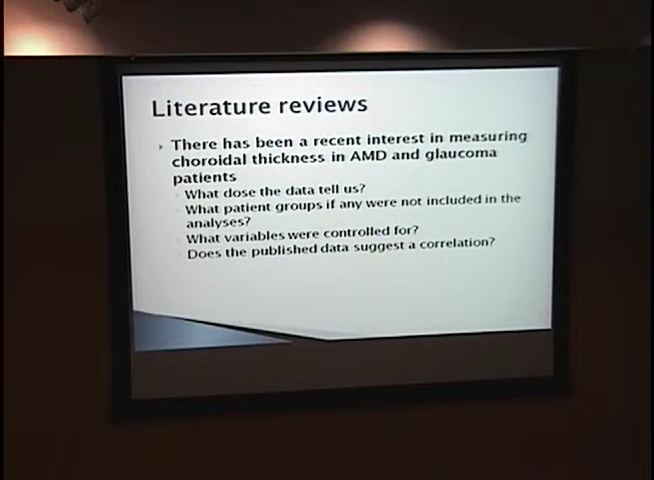 Literature reviews
There has been a recent interest in measuring
choroidal thickness in AMD and glaucoma
patients
What dose the data tell us?
What patient groups if any were not included in the
analyses?
What variables were controlled for?
Does the published data suggest a correlation?